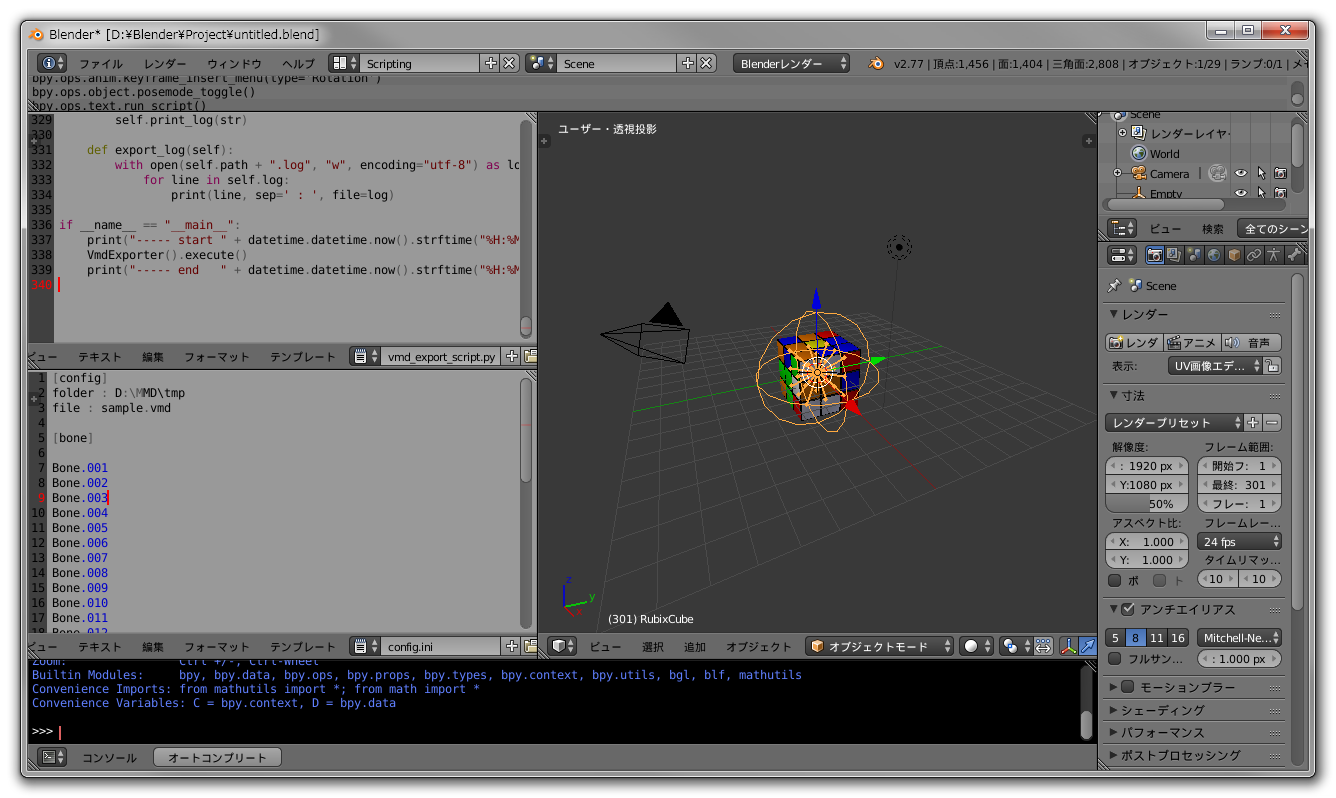 Blender* [D:¥Blender¥Project¥untitled.blend]
ファイル レンダー ウィンドウ ヘルプ Scripting Scene Blenderレンダー v2.77 | 頂点:1,456 | 面:1,404 | 三角面:2,808 | オブジェクト:1/29 | ランプ:0/1 | メモ
bpy.ops.anim.keyframe_insert_menu(type='Rotation')
bpy.ops.object.posemode_toggle()
bpy.ops.text.run_script()
329 self.print_log(str)
330
331 def export_log(self):
332 with open(self.path + ".log", "w", encoding="utf-8") as lo
333 for line in self.log:
334 print(line, sep=' : ', file=log)
335
336 if __name__ == "__main__":
337 print("----- start " + datetime.datetime.now().strftime("%H:%M
338 VmdExporter().execute()
339 print("----- end   " + datetime.datetime.now().strftime("%H:%M
340
ビュー テキスト 編集 フォーマット テンプレート vmd_export_script.py
1 [config]
2 folder : D:\MMD\tmp
3 file : sample.vmd
4
5 [bone]
6
7 Bone.001
8 Bone.002
9 Bone.003
10 Bone.004
11 Bone.005
12 Bone.006
13 Bone.007
14 Bone.008
15 Bone.009
16 Bone.010
17 Bone.011
18 Bone.012
ビュー テキスト 編集 フォーマット テンプレート config.ini
ユーザー・透視投影
z
y
x
(301) RubixCube
ビュー 選択 追加 オブジェクト オブジェクトモード
Zoom: Ctrl +/-, Ctrl-Wheel
Builtin Modules: bpy, bpy.data, bpy.ops, bpy.props, bpy.types, bpy.context, bpy.utils, bgl, blf, mathutils
Convenience Imports: from mathutils import *; from math import *
Convenience Variables: C = bpy.context, D = bpy.data
>>>
コンソール オートコンプリート
Scene
レンダーレイヤ
World
Camera
Empty
ビュー 検索 全てのシーン
Scene
レンダー
レンダ アニメ 音声
表示: UV画像エデ...
寸法
レンダープリセット
解像度: フレーム範囲:
: 1920 px 開始フ: 1
Y:1080 px 最終: 301
50% フレー: 1
アスペクト比: フレームレー...
X: 1.000 24 fps
Y: 1.000 タイムリマッ...
ボ ト 10 10
アンチエイリアス
5 8 11 16 Mitchell-Ne...
フルサン... : 1.000 px
モーションブラー
シェーディング
パフォーマンス
ポストプロセッシング